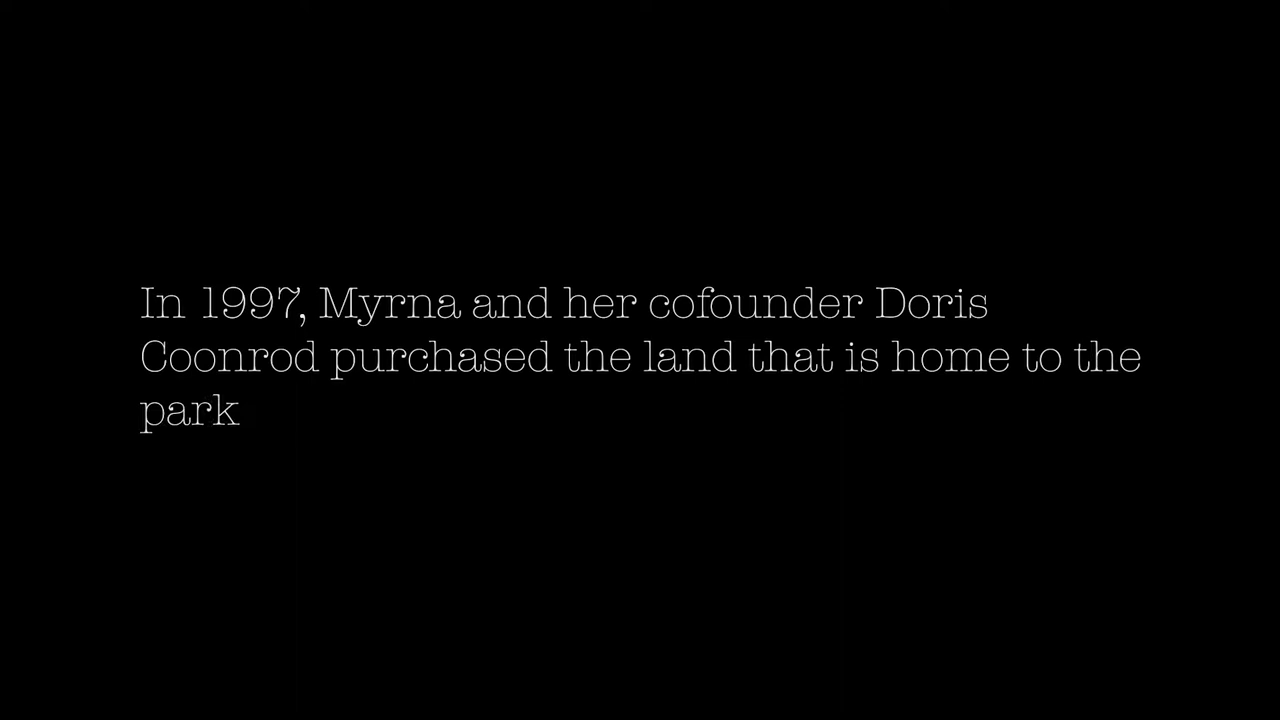 In 1997, Myrna and her cofounder Doris
Coonrod purchased the land that is home to the
park